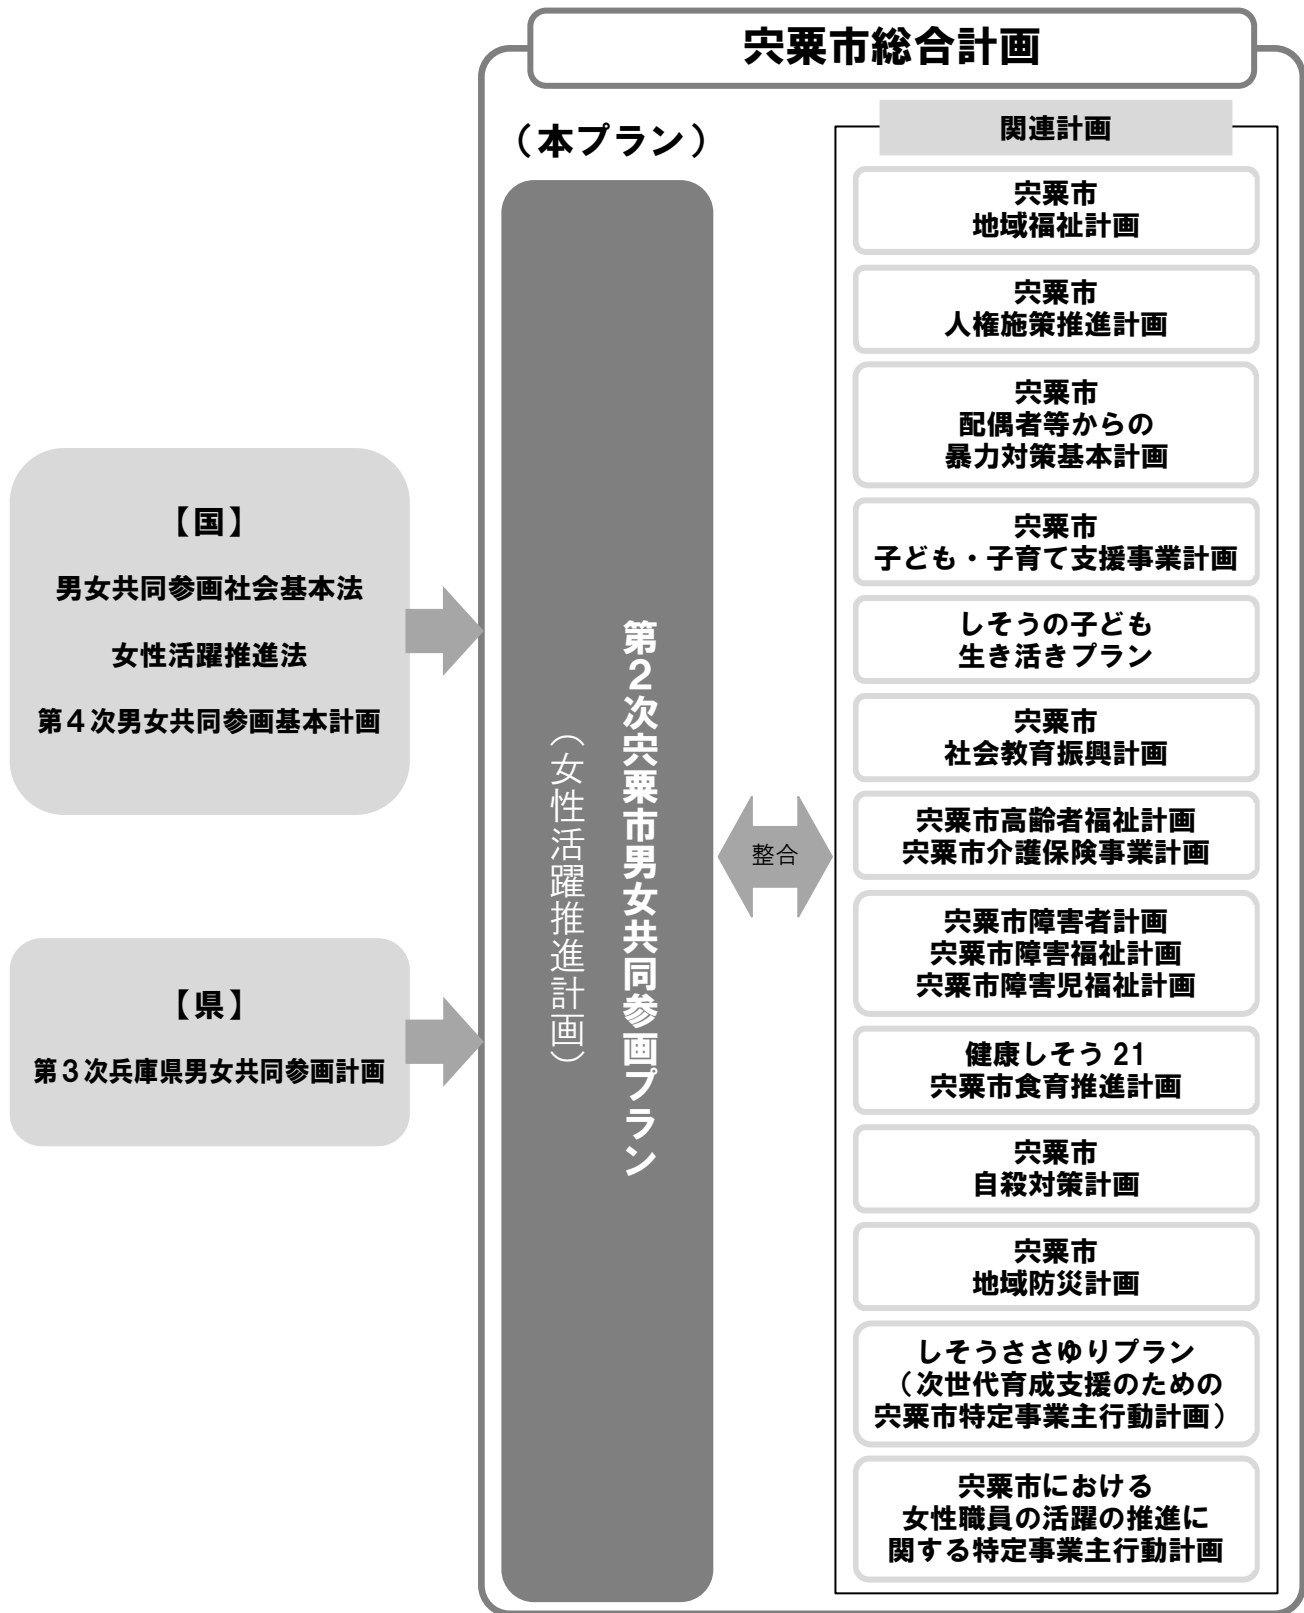 宍粟市総合計画
（本プラン）
第２次宍粟市男女共同参画プラン
（女性活躍推進計画）
【国】
男女共同参画社会基本法
女性活躍推進法
第４次男女共同参画基本計画
【県】
第３次兵庫県男女共同参画計画
整合
関連計画
宍粟市
地域福祉計画
宍粟市
人権施策推進計画
宍粟市
配偶者等からの
暴力対策基本計画
宍粟市
子ども・子育て支援事業計画
しそうの子ども
生き活きプラン
宍粟市
社会教育振興計画
宍粟市高齢者福祉計画
宍粟市介護保険事業計画
宍粟市障害者計画
宍粟市障害福祉計画
宍粟市障害児福祉計画
健康しそう 21
宍粟市食育推進計画
宍粟市
自殺対策計画
宍粟市
地域防災計画
しそうささゆりプラン
（次世代育成支援のための
宍粟市特定事業主行動計画）
宍粟市における
女性職員の活躍の推進に
関する特定事業主行動計画